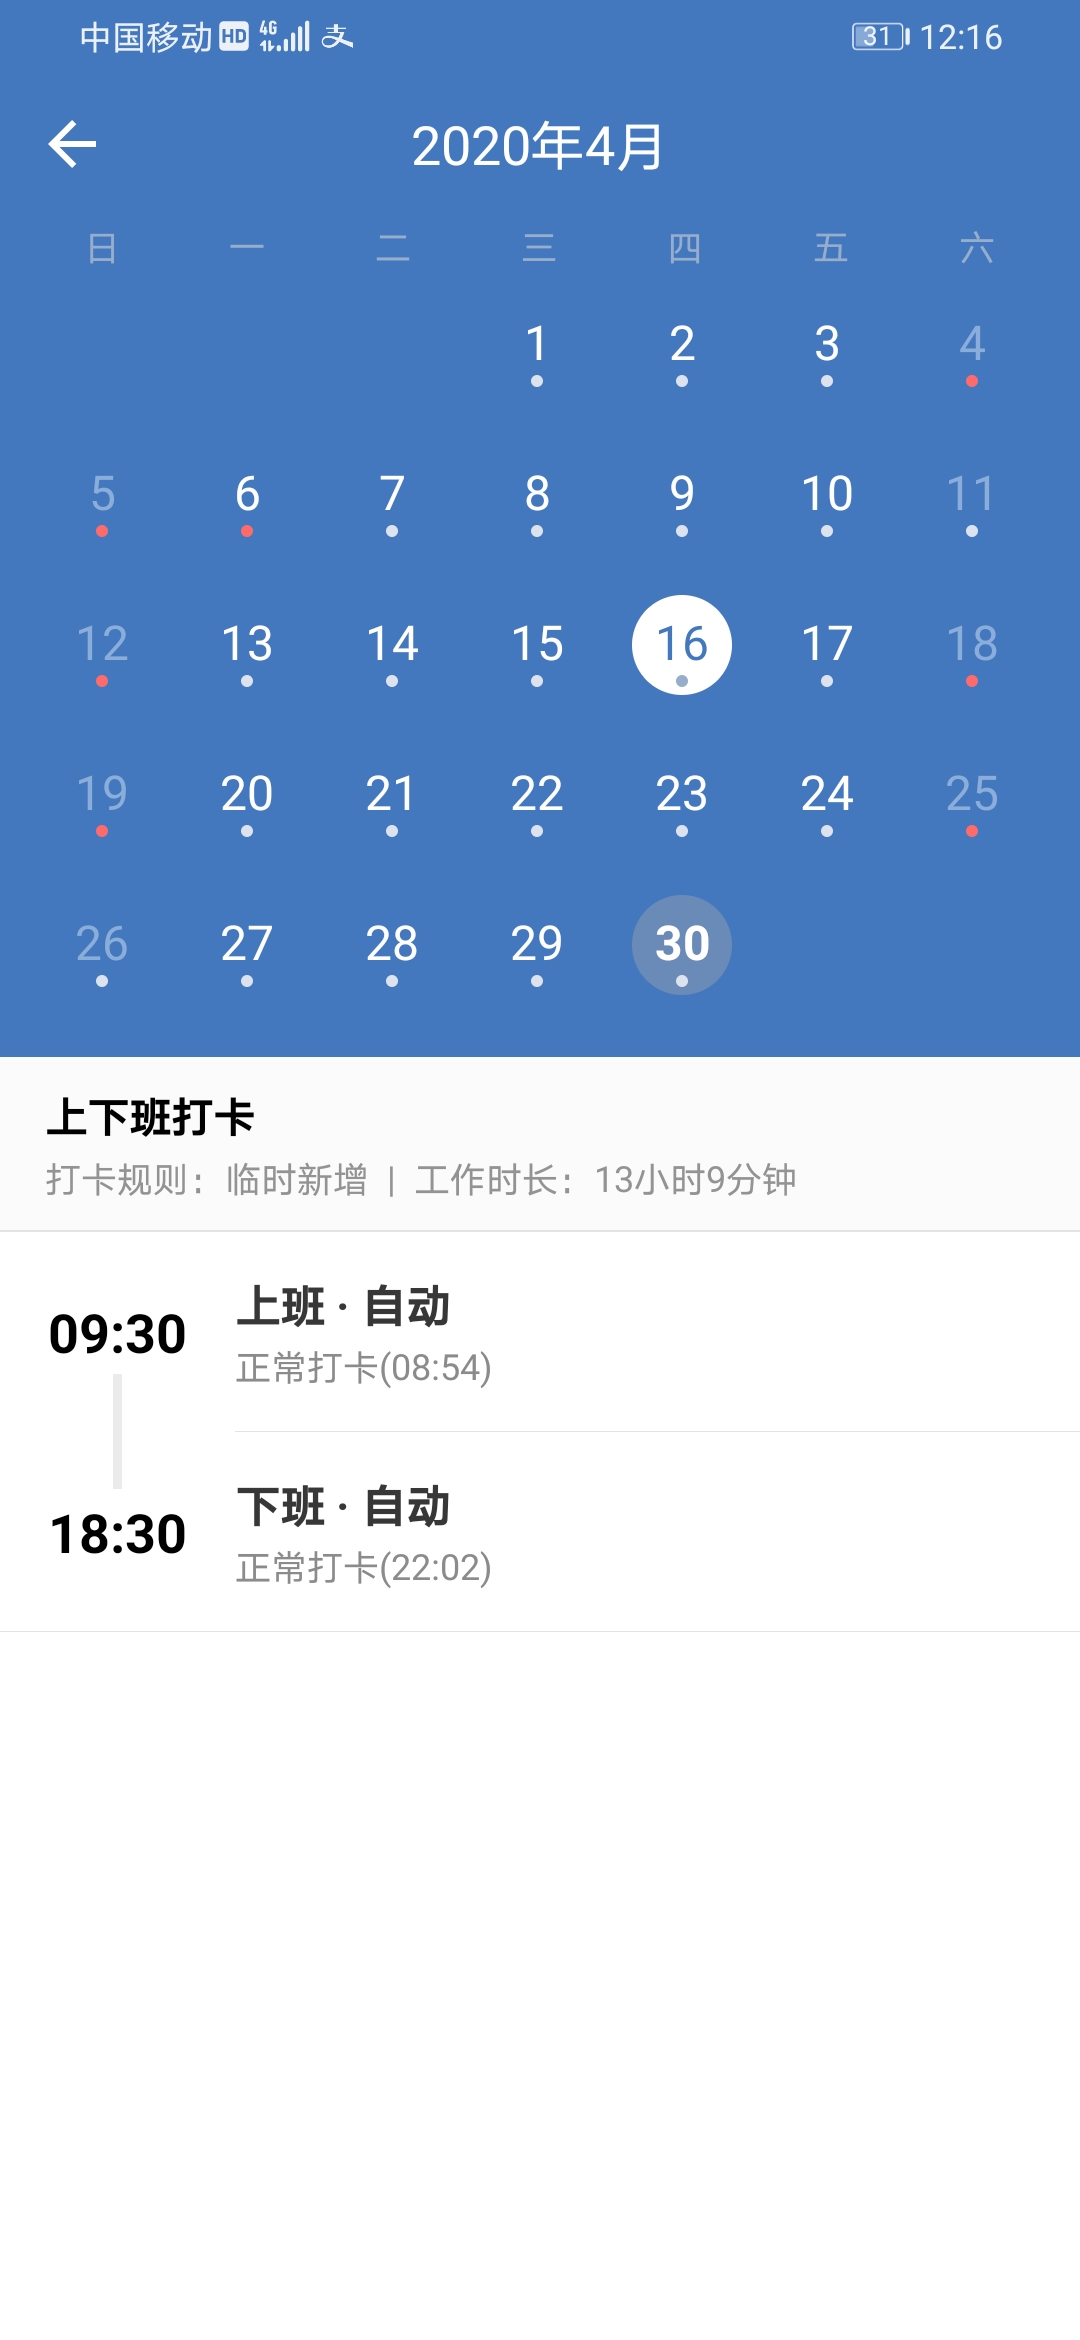 中国移动 HD 4G 支 31 12:16
2020年4月
日 一 二 三 四 五 六
1 2 3 4
5 6 7 8 9 10 11
12 13 14 15 16 17 18
19 20 21 22 23 24 25
26 27 28 29 30
上下班打卡
打卡规则：临时新增 | 工作时长：13小时9分钟
09:30 上班 · 自动
正常打卡(08:54)
18:30 下班 · 自动
正常打卡(22:02)